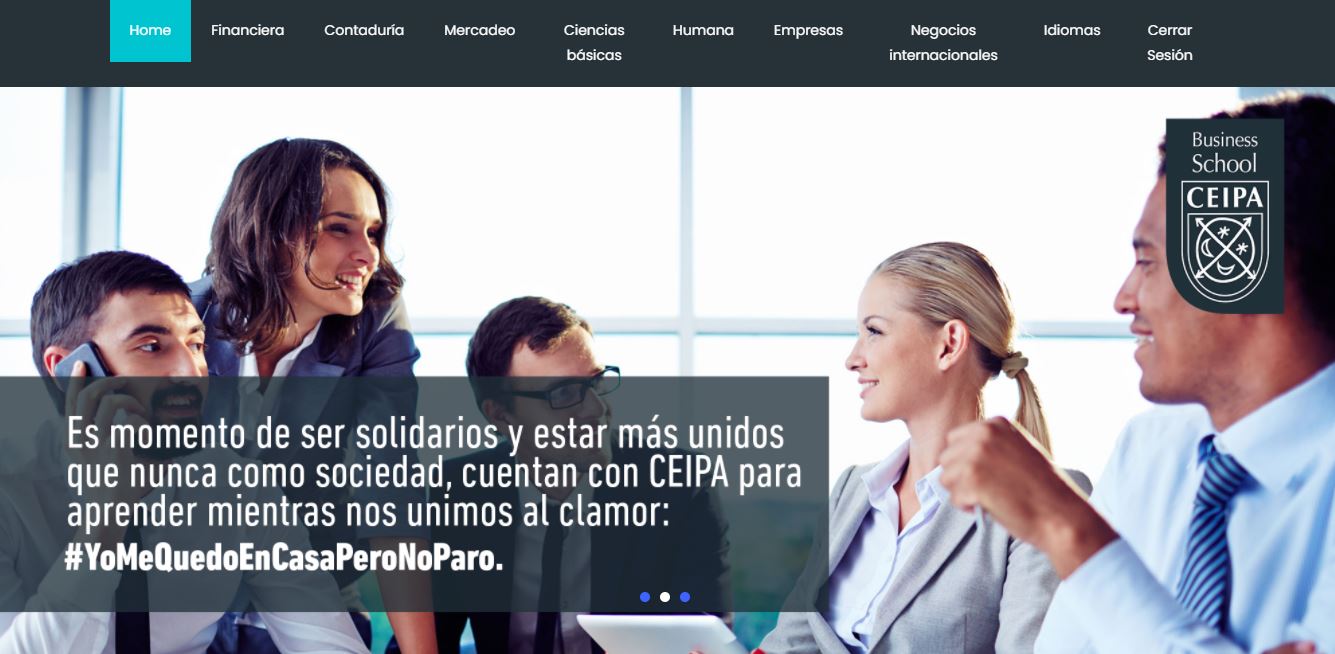 Home
Financiera
Contaduría
Mercadeo
Ciencias
básicas
Humana
Empresas
Negocios
internacionales
Idiomas
Cerrar
Sesión
Business
School
CEIPA
Es momento de ser solidarios y estar más unidos
que nunca como sociedad, cuentan con CEIPA para
aprender mientras nos unimos al clamor:
#YoMeQuedoEnCasaPeroNoParo.